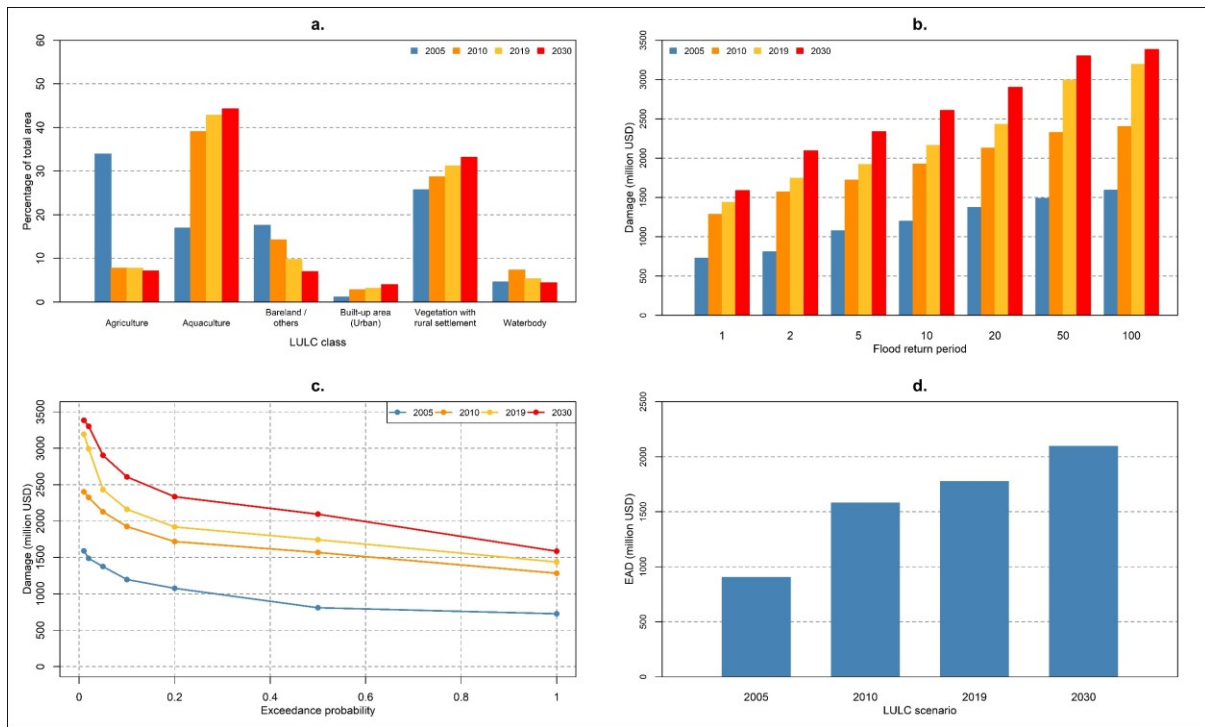 a.
Percentage of total area
60
50
40
30
20
10
0
2005 2010 2019 2030
Agriculture
Aquaculture
Bareland /
others
Built-up area
(Urban)
Vegetation with
rural settlement
Waterbody
LULC class
b.
Damage (million USD)
3500
3000
2500
2000
1500
1000
500
0
2005 2010 2019 2030
1 2 5 10 20 50 100
Flood return period
c.
Damage (million USD)
3500
3000
2500
2000
1500
1000
500
0
2005 2010 2019 2030
0 0.2 0.4 0.6 0.8 1
Exceedance probability
d.
EAD (million USD)
2500
2000
1500
1000
500
0
2005 2010 2019 2030
LULC scenario